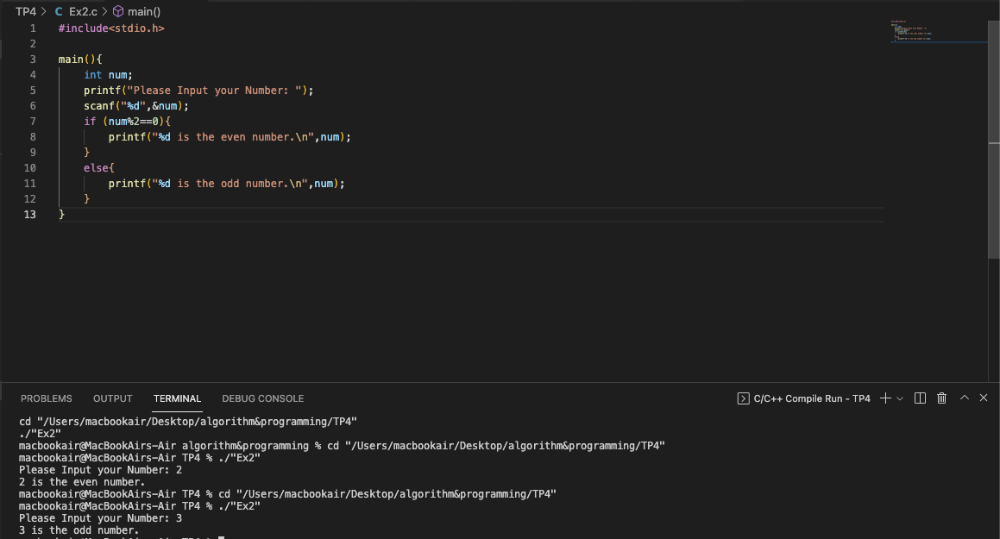 TP4 > C Ex2.c > main()
1 #include<stdio.h>
2
3 main(){
4     int num;
5     printf("Please Input your Number: ");
6     scanf("%d",&num);
7     if (num%2==0){
8         printf("%d is the even number.\n",num);
9     }
10     else{
11         printf("%d is the odd number.\n",num);
12     }
13 }
PROBLEMS OUTPUT TERMINAL DEBUG CONSOLE C/C++ Compile Run - TP4
cd "/Users/macbookair/Desktop/algorithm&programming/TP4"
./"Ex2"
macbookair@MacBookAirs-Air algorithm&programming % cd "/Users/macbookair/Desktop/algorithm&programming/TP4"
macbookair@MacBookAirs-Air TP4 % ./"Ex2"
Please Input your Number: 2
2 is the even number.
macbookair@MacBookAirs-Air TP4 % cd "/Users/macbookair/Desktop/algorithm&programming/TP4"
macbookair@MacBookAirs-Air TP4 % ./"Ex2"
Please Input your Number: 3
3 is the odd number.